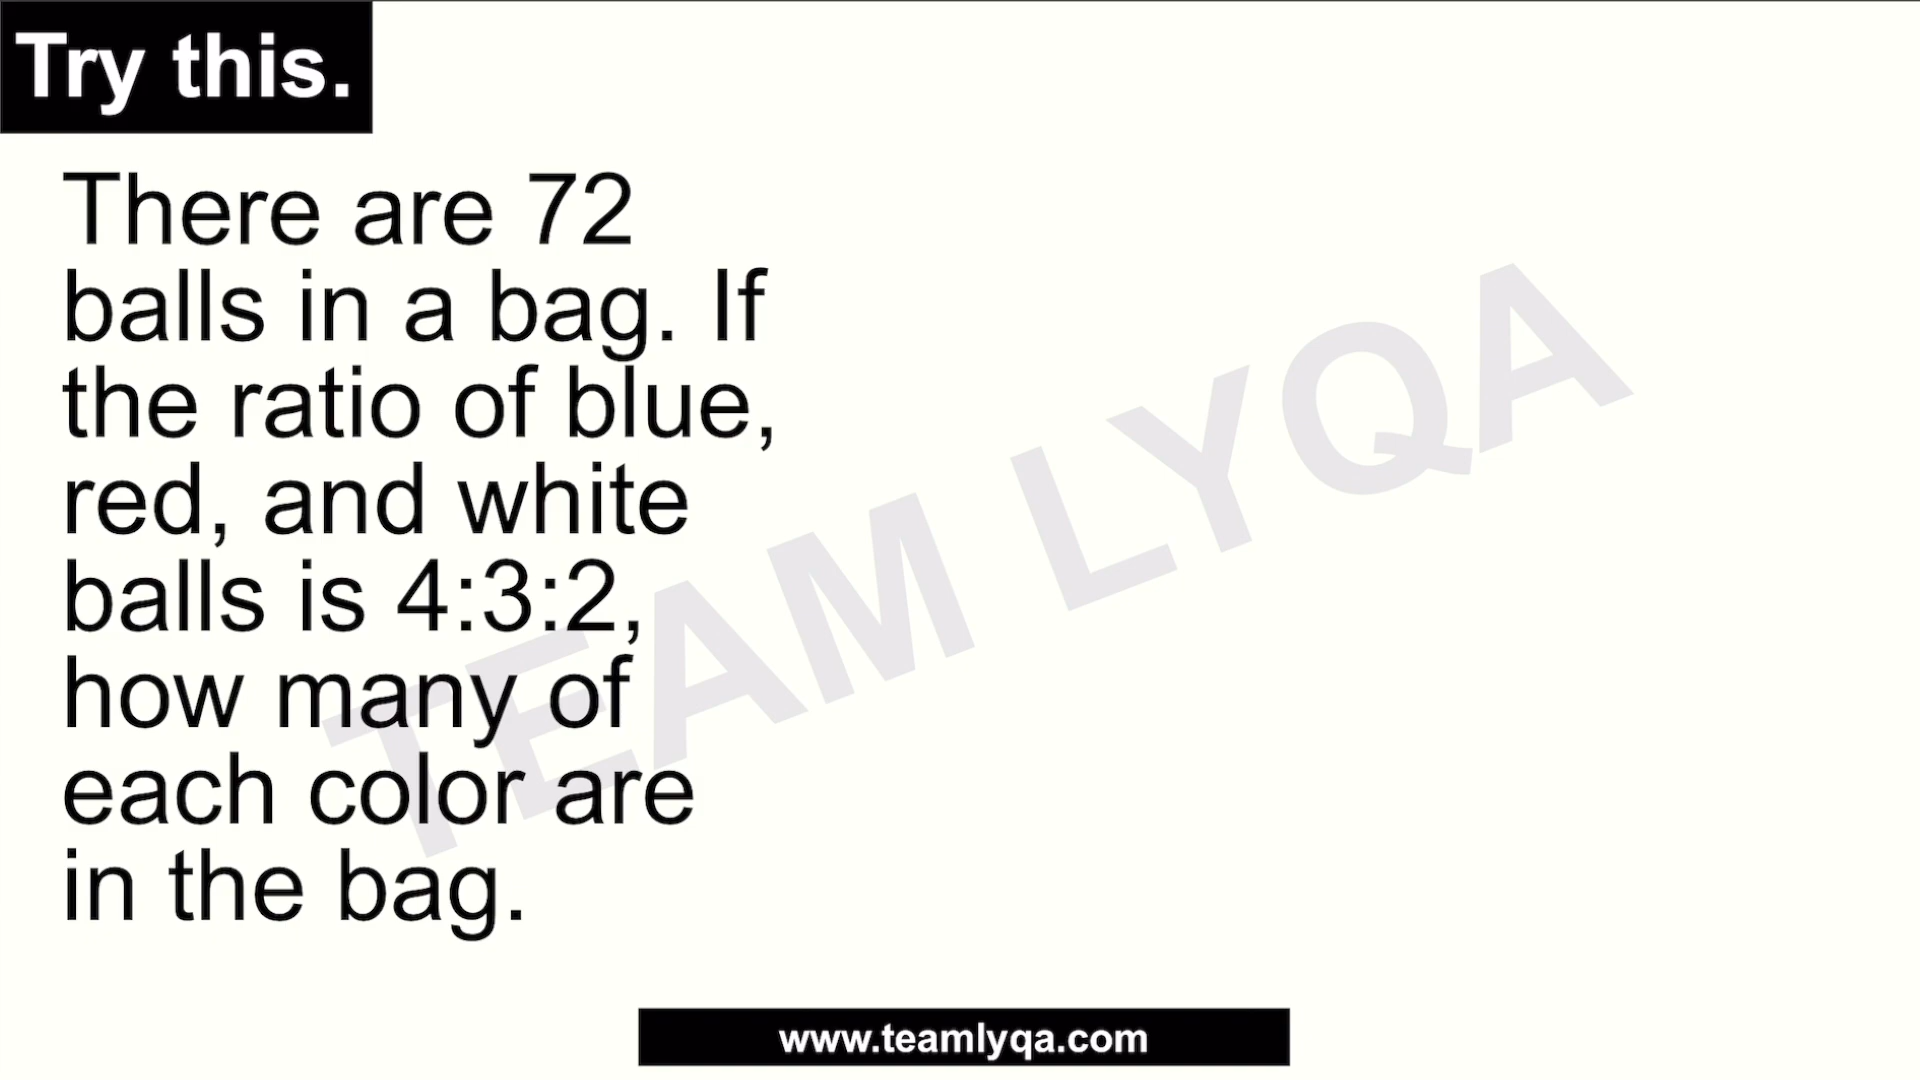 Try this.
There are 72
balls in a bag. If
the ratio of blue,
red, and white
balls is 4:3:2,
how many of
each color are
in the bag.
TEAM LYQA
www.teamlyqa.com